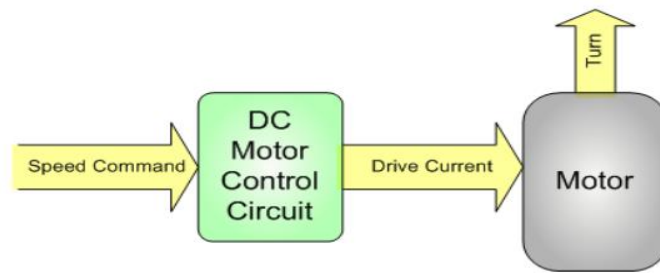 Speed Command
DC
Motor
Control
Circuit
Drive Current
Motor
Turn